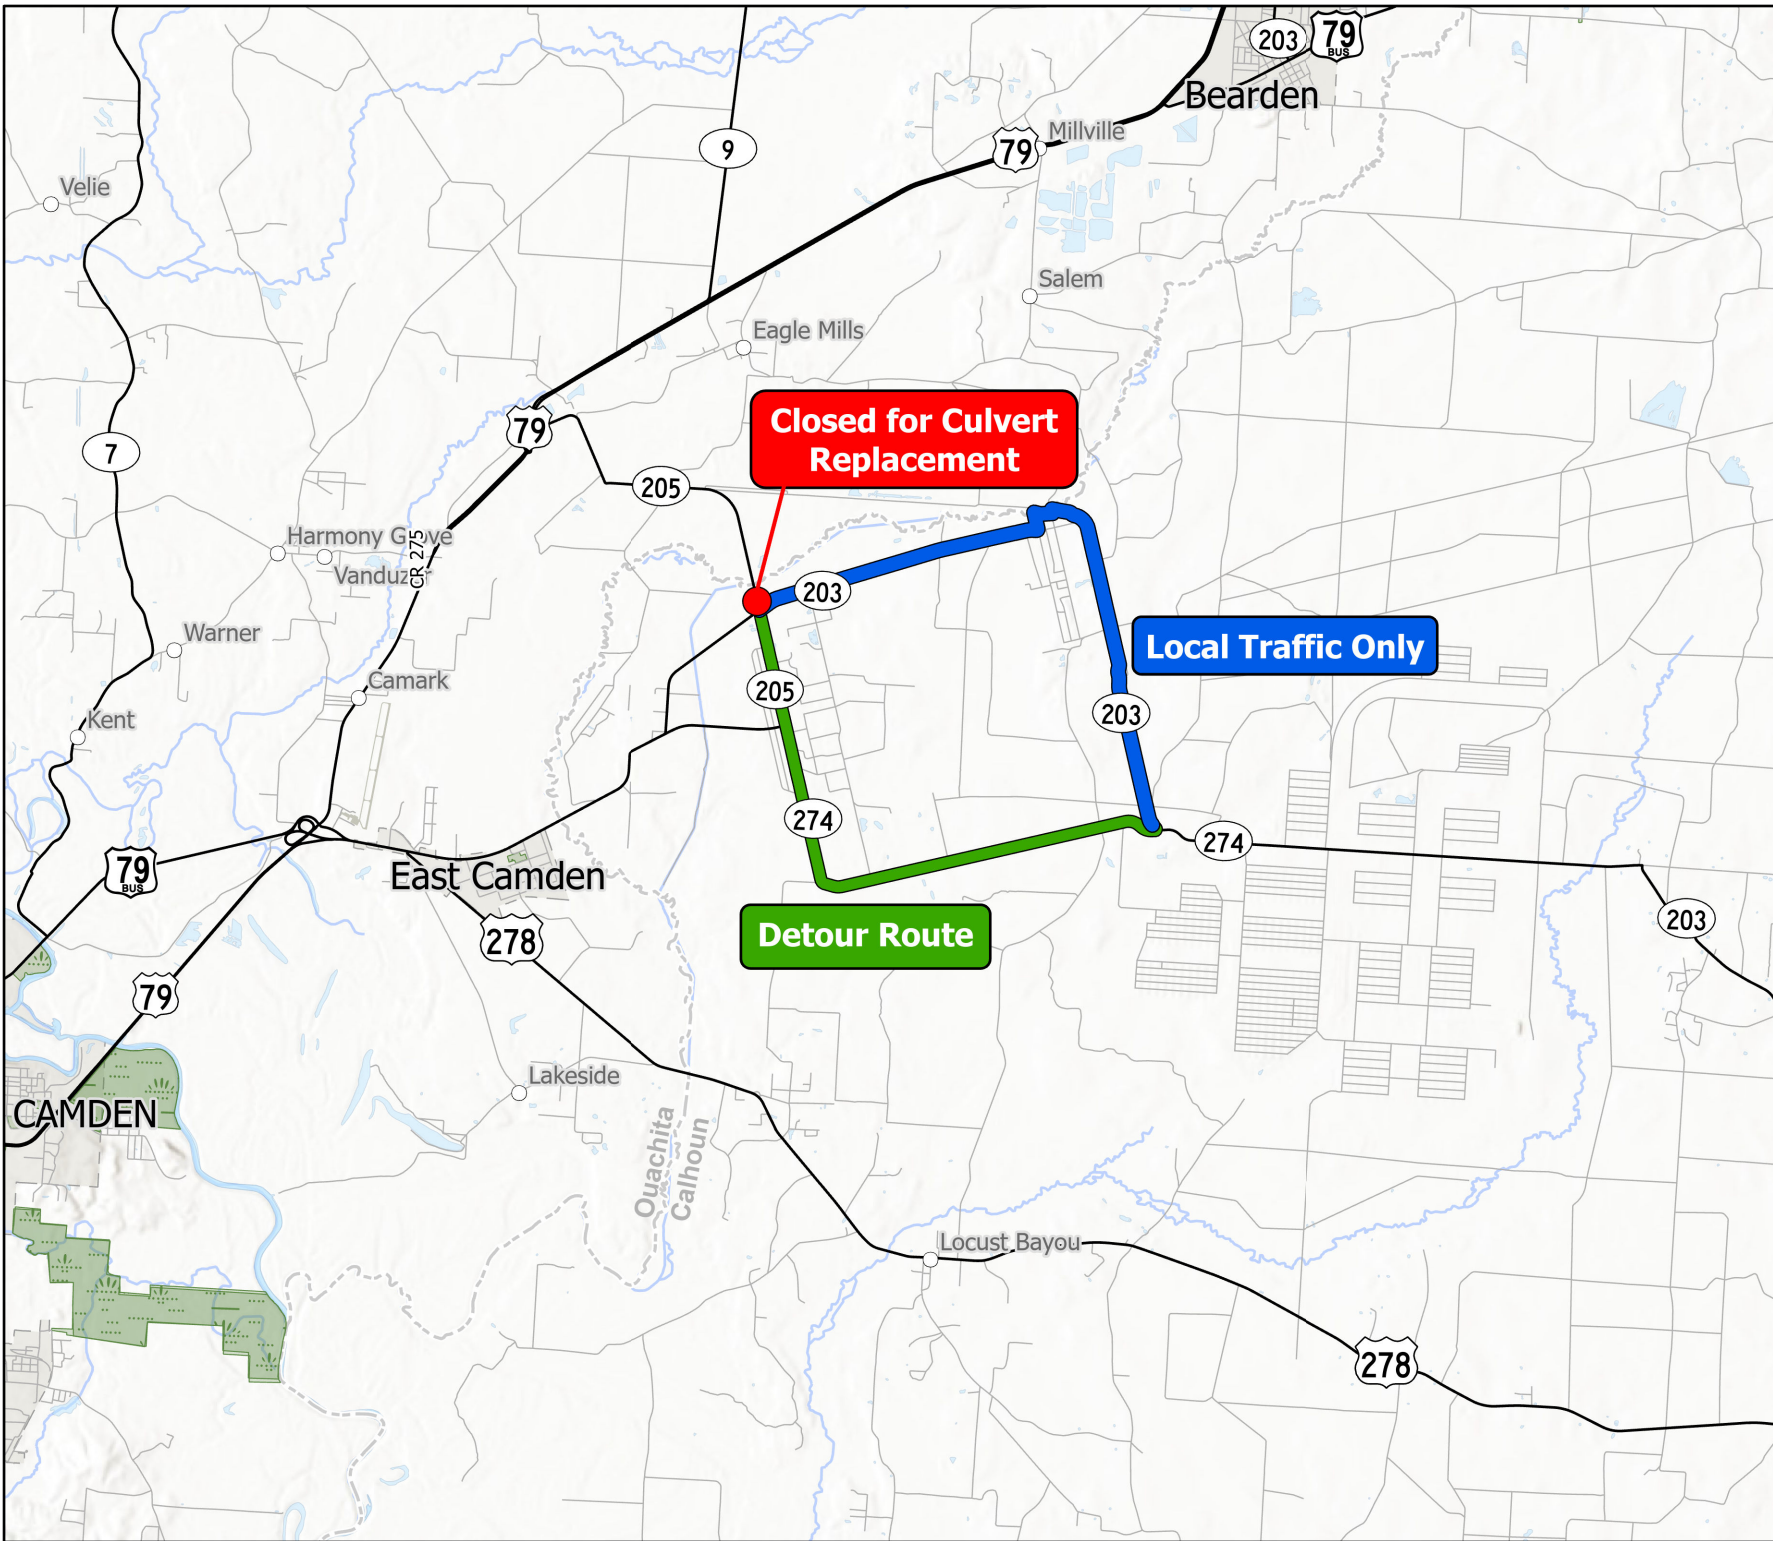 203
79
BUS
Bearden
Millville
79
9
Velie
Salem
Eagle Mills
Closed for Culvert
Replacement
79
7
205
Harmony Grove
CR 275
Vanduzer
203
Warner
Local Traffic Only
Camark
205
203
Kent
274
274
79
BUS
East Camden
203
278
Detour Route
79
Lakeside
CAMDEN
Ouachita
Calhoun
Locust Bayou
278